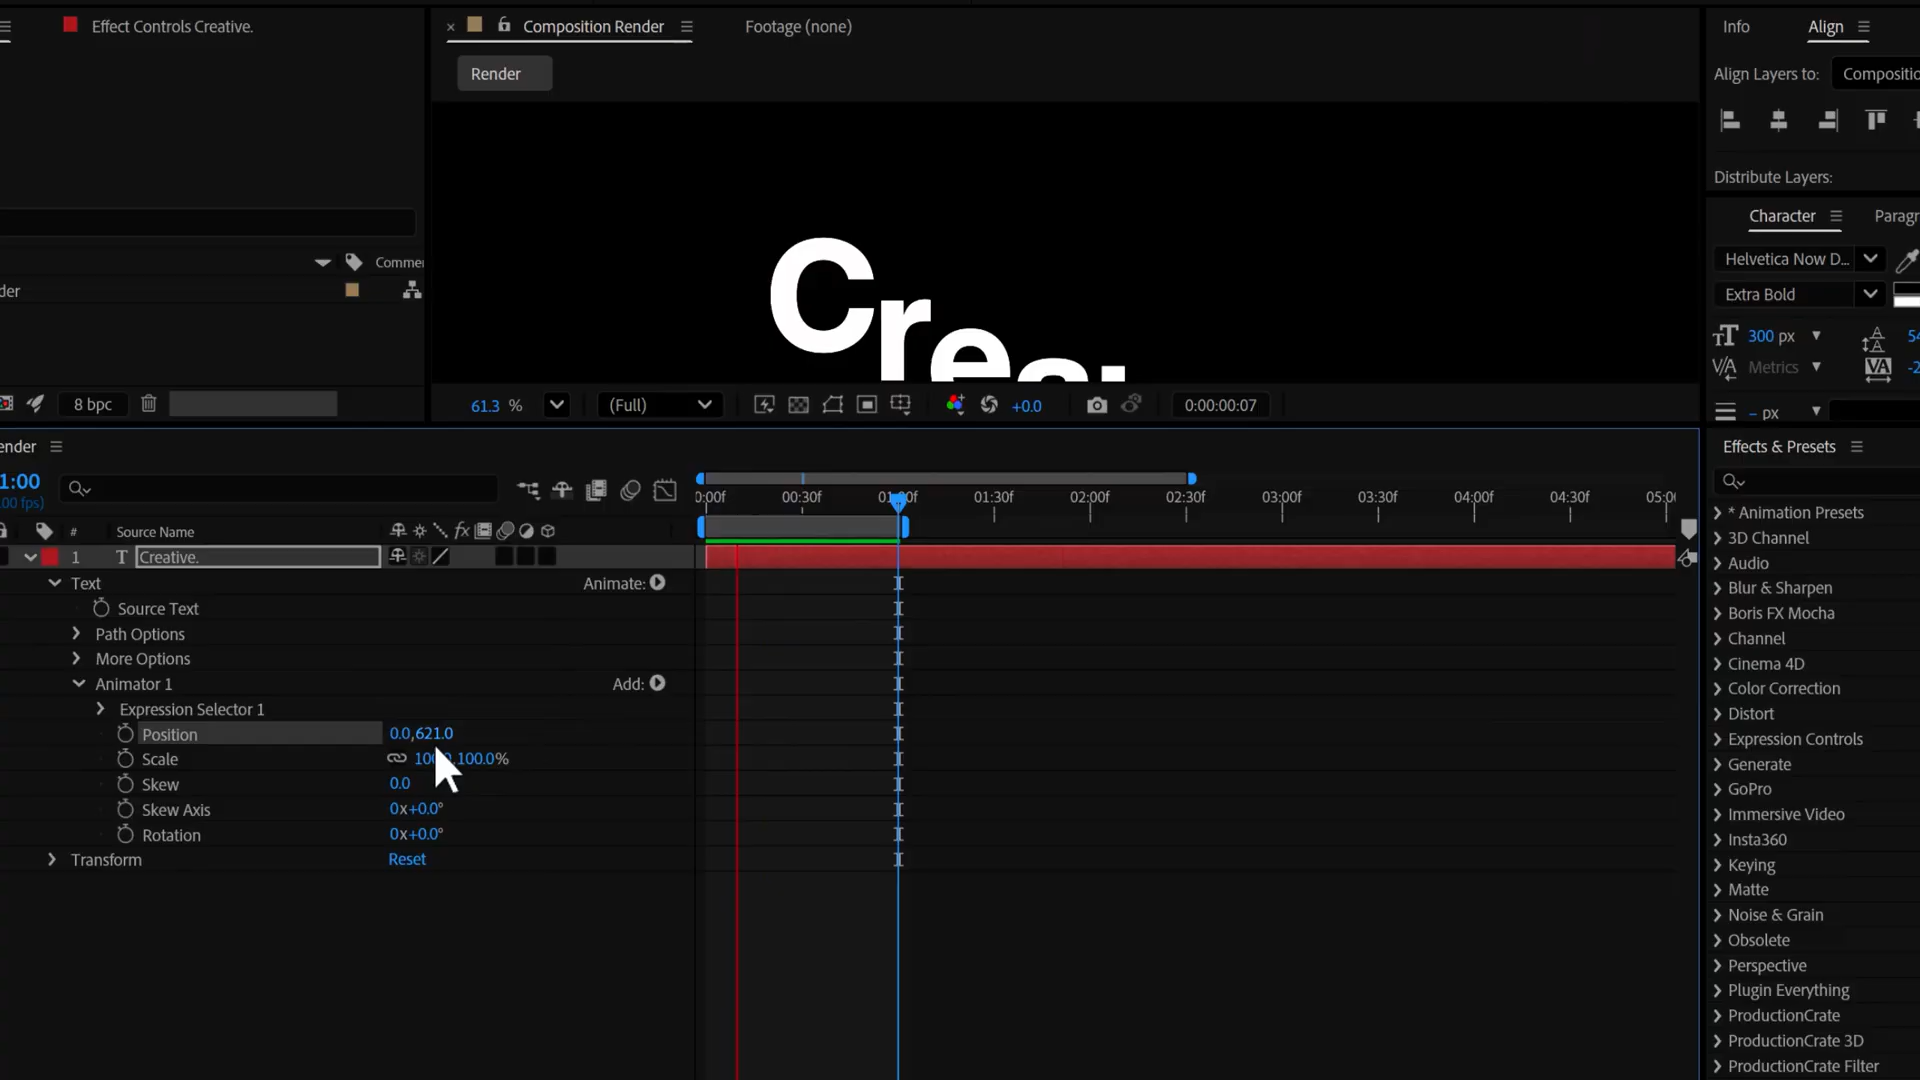 Effect Controls Creative.
Composition Render
Footage (none)
Info
Align
Render
Align Layers to:
Compositio
Distribute Layers:
Character
Paragr
Comme
der
Helvetica Now D...
Extra Bold
300 px
Metrics
- px
8 bpc
61.3 %
(Full)
+0.0
0:00:00:07
Crea
ender
1:00
00 fps)
0:00f
00:30f
01:00f
01:30f
02:00f
02:30f
03:00f
03:30f
04:00f
04:30f
05:0
# Source Name
fx
1 T Creative.
Text
Animate:
Source Text
Path Options
More Options
Animator 1
Add:
Expression Selector 1
Position
0.0,621.0
Scale
100.0%
Skew
0.0
Skew Axis
0x+0.0°
Rotation
0x+0.0°
Transform
Reset
Effects & Presets
* Animation Presets
3D Channel
Audio
Blur & Sharpen
Boris FX Mocha
Channel
Cinema 4D
Color Correction
Distort
Expression Controls
Generate
GoPro
Immersive Video
Insta360
Keying
Matte
Noise & Grain
Obsolete
Perspective
Plugin Everything
ProductionCrate
ProductionCrate 3D
ProductionCrate Filter